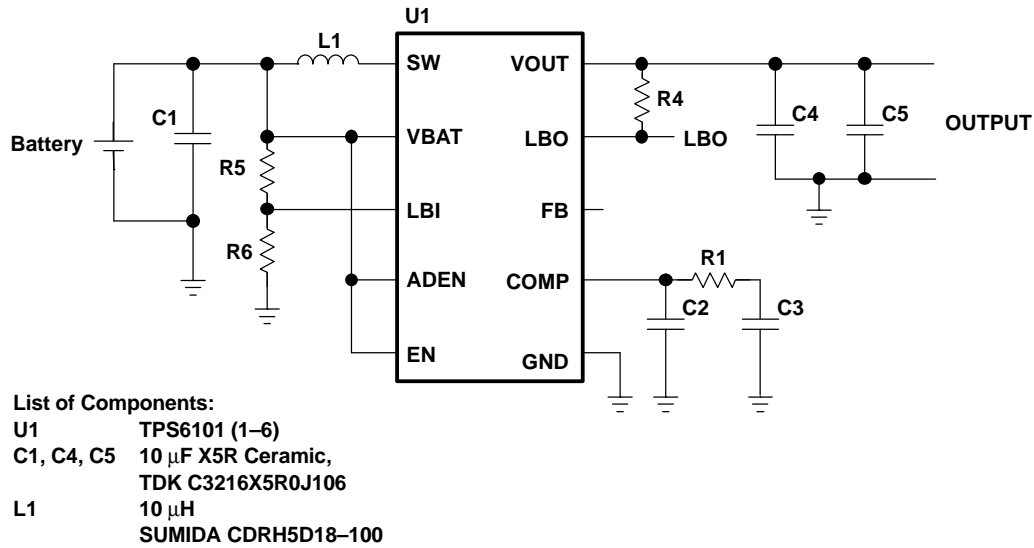 U1
L1
SW
VOUT
R4
C1
C4
C5
OUTPUT
Battery
VBAT
LBO
LBO
R5
LBI
FB
R6
R1
ADEN
COMP
C2
C3
EN
GND
List of Components:
U1 TPS6101 (1–6)
C1, C4, C5 10 μF X5R Ceramic,
TDK C3216X5R0J106
L1 10 μH
SUMIDA CDRH5D18–100